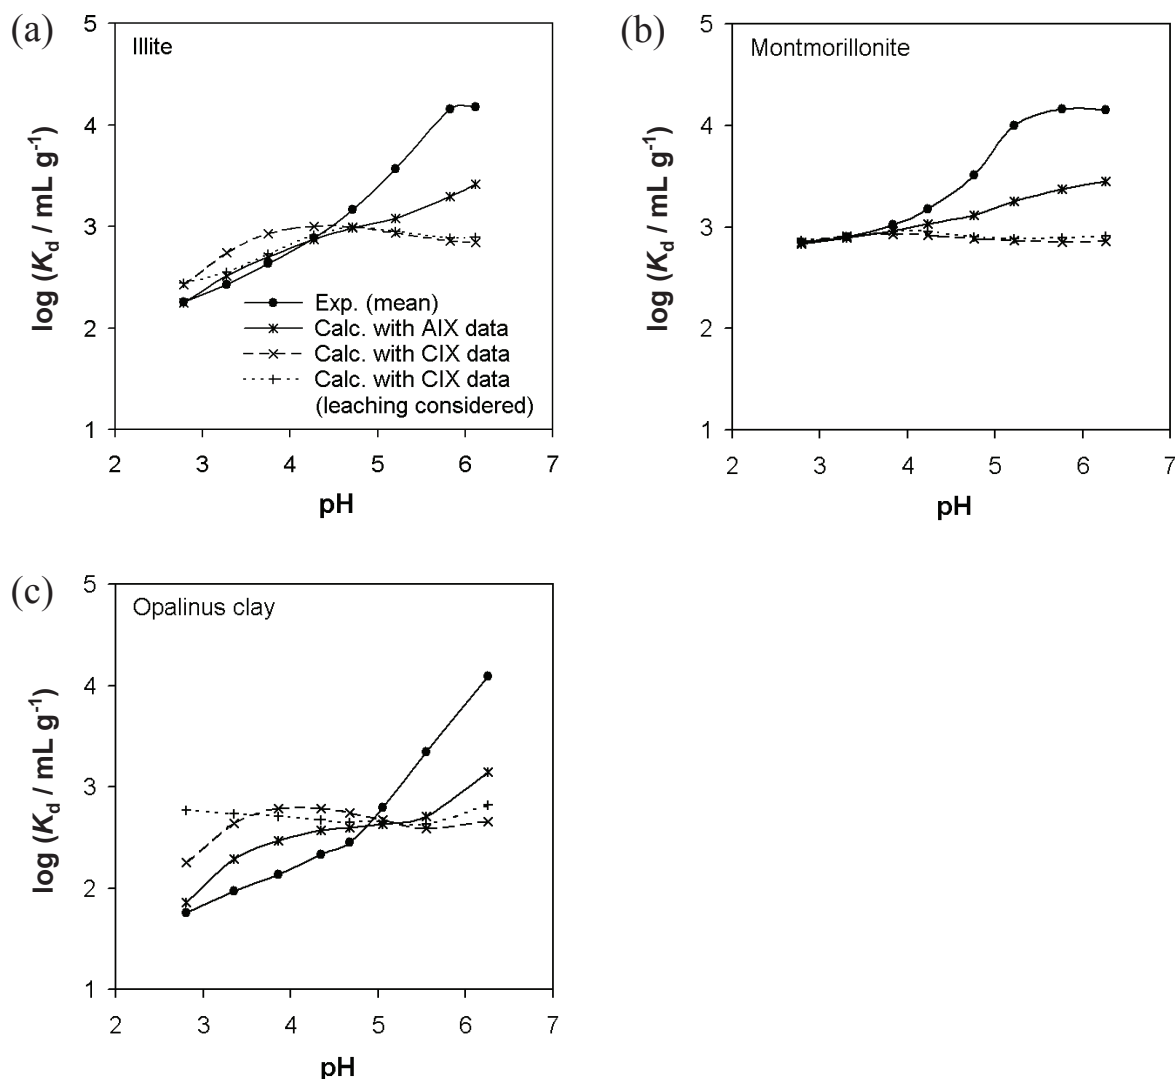 (a)
Illite
log (Kd / mL g-1)
5
4
3
2
1
Exp. (mean)
Calc. with AIX data
Calc. with CIX data
Calc. with CIX data
(leaching considered)
2 3 4 5 6 7
pH
(b)
Montmorillonite
log (Kd / mL g-1)
5
4
3
2
1
2 3 4 5 6 7
pH
(c)
Opalinus clay
log (Kd / mL g-1)
5
4
3
2
1
2 3 4 5 6 7
pH